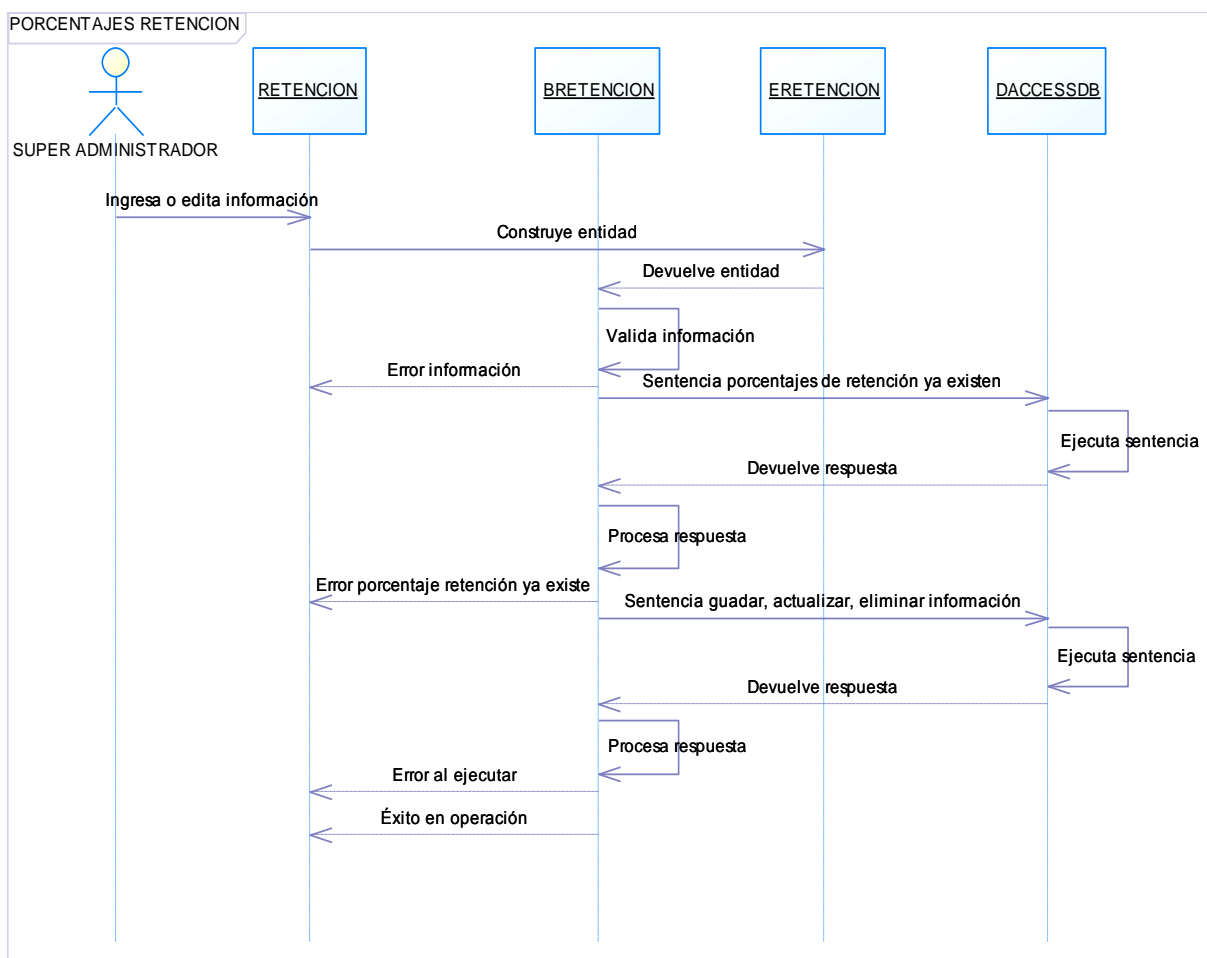 PORCENTAJES RETENCION
RETENCION
BRETENCION
ERETENCION
DACCESSDB
SUPER ADMINISTRADOR
Ingresa o edita información
Construye entidad
Devuelve entidad
Valida información
Error información
Sentencia porcentajes de retención ya existen
Ejecuta sentencia
Devuelve respuesta
Procesa respuesta
Error porcentaje retención ya existe
Sentencia guadar, actualizar, eliminar información
Ejecuta sentencia
Devuelve respuesta
Procesa respuesta
Error al ejecutar
Éxito en operación